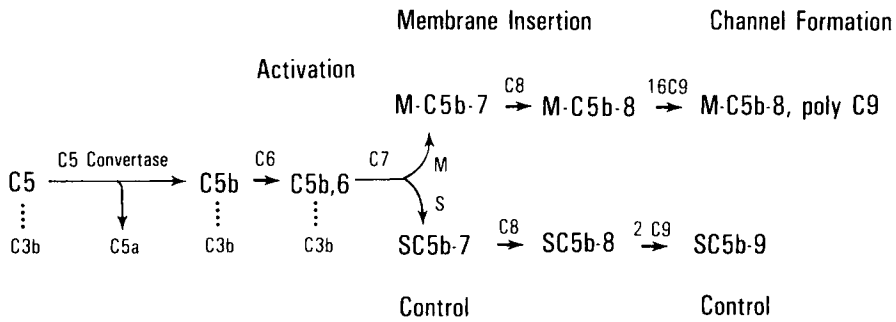 Membrane Insertion Channel Formation
Activation
C8 16C9
M·C5b-7 M·C5b-8 M·C5b-8, poly C9
C5 Convertase C6 C7 M
C5 C5b C5b,6
S
C3b C5a C3b C3b
C8 2 C9
SC5b-7 SC5b-8 SC5b-9
Control Control